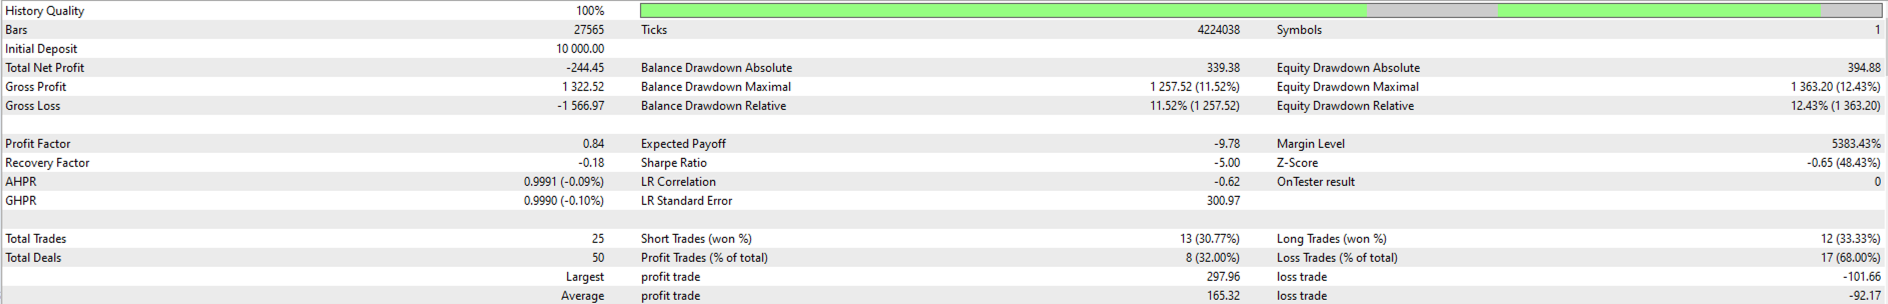 History Quality 100%
Bars 27565 Ticks 4224038 Symbols 1
Initial Deposit 10 000.00
Total Net Profit -244.45 Balance Drawdown Absolute 339.38 Equity Drawdown Absolute 394.88
Gross Profit 1 322.52 Balance Drawdown Maximal 1 257.52 (11.52%) Equity Drawdown Maximal 1 363.20 (12.43%)
Gross Loss -1 566.97 Balance Drawdown Relative 11.52% (1 257.52) Equity Drawdown Relative 12.43% (1 363.20)
Profit Factor 0.84 Expected Payoff -9.78 Margin Level 5383.43%
Recovery Factor -0.18 Sharpe Ratio -5.00 Z-Score -0.65 (48.43%)
AHPR 0.9991 (-0.09%) LR Correlation -0.62 OnTester result 0
GHPR 0.9990 (-0.10%) LR Standard Error 300.97
Total Trades 25 Short Trades (won %) 13 (30.77%) Long Trades (won %) 12 (33.33%)
Total Deals 50 Profit Trades (% of total) 8 (32.00%) Loss Trades (% of total) 17 (68.00%)
Largest profit trade 297.96 loss trade -101.66
Average profit trade 165.32 loss trade -92.17